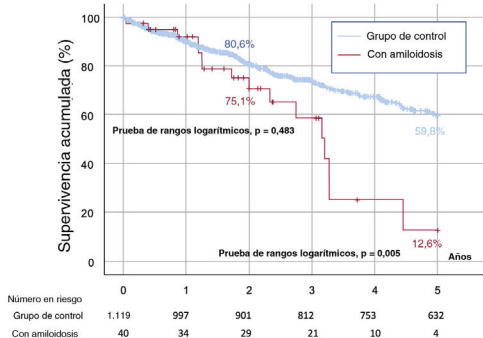 Supervivencia acumulada (%)
100
80
60
40
20
0
80,6%
75,1%
Grupo de control
Con amiloidosis
Prueba de rangos logarítmicos, p = 0,483
59,8%
12,6%
Prueba de rangos logarítmicos, p = 0,005
Años
0 1 2 3 4 5
Número en riesgo
Grupo de control 1.119 997 901 812 753 632
Con amiloidosis 40 34 29 21 10 4